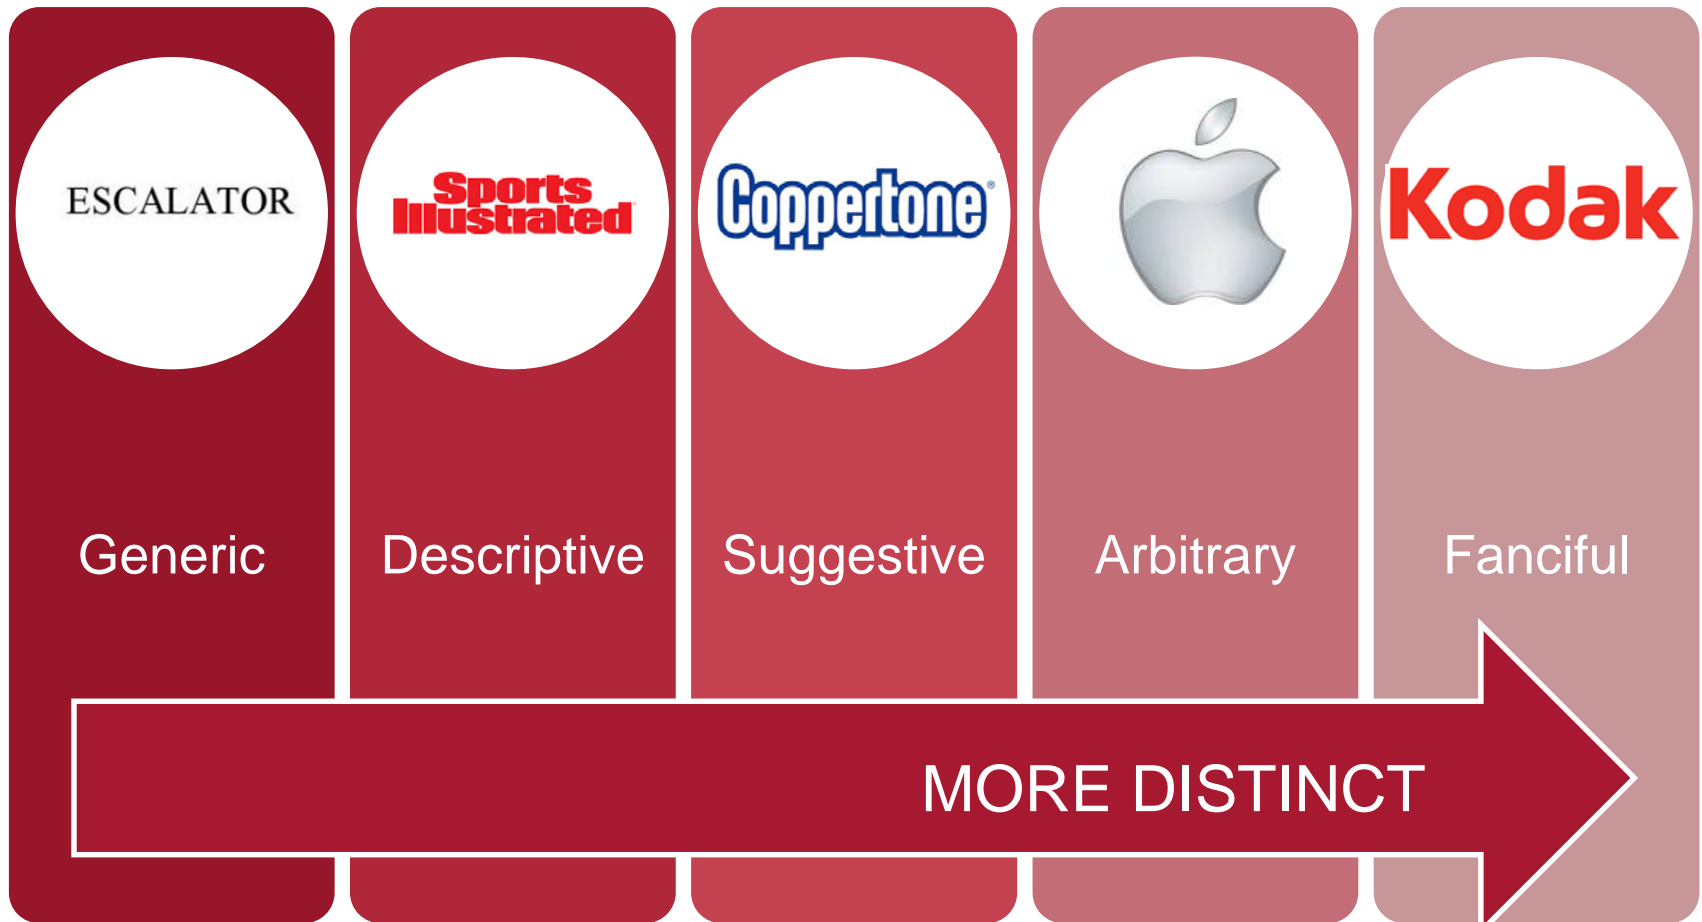 ESCALATOR
Sports
Illustrated
Coppertone®
Kodak
Generic
Descriptive
Suggestive
Arbitrary
Fanciful
MORE DISTINCT